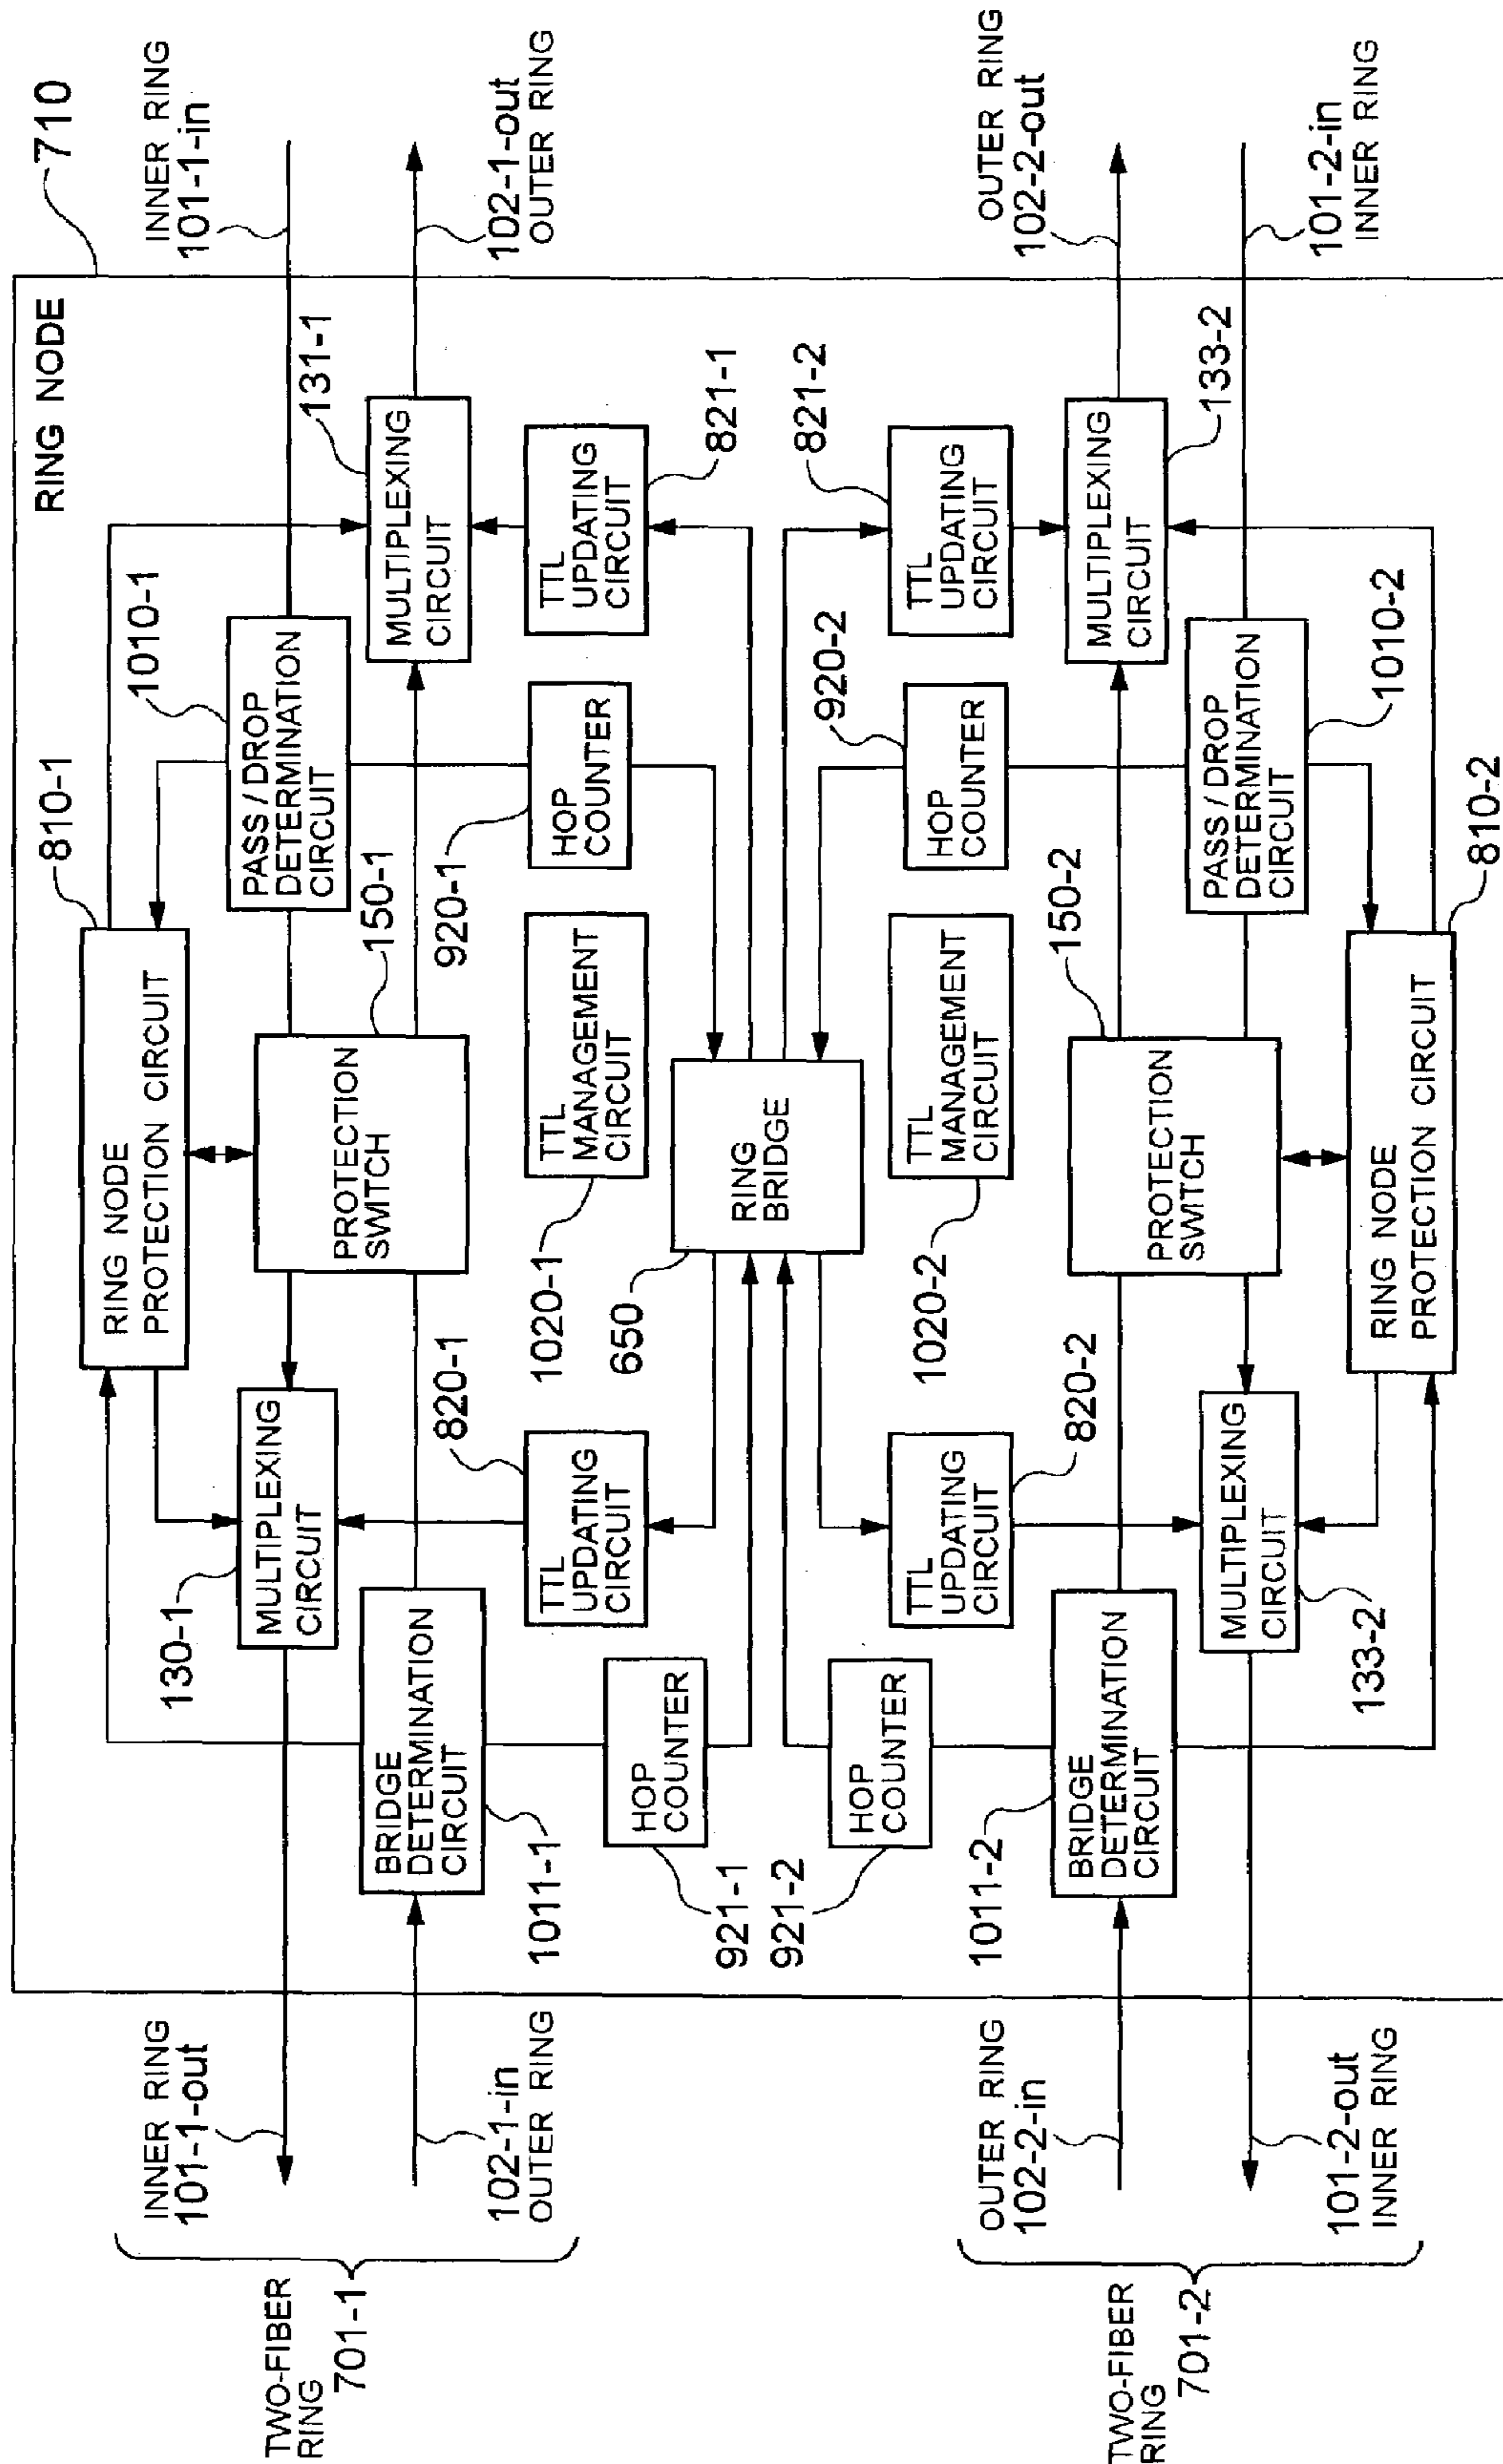 710
RING NODE
INNER RING
101-1-in
102-1-out
OUTER RING
OUTER RING
102-2-out
101-2-in
INNER RING
810-1
RING NODE
PROTECTION CIRCUIT
1010-1
PASS / DROP
DETERMINATION
CIRCUIT
131-1
MULTIPLEXING
CIRCUIT
150-1
PROTECTION
SWITCH
130-1
MULTIPLEXING
CIRCUIT
BRIDGE
DETERMINATION
CIRCUIT
1011-1
TTL
UPDATING
CIRCUIT
821-1
920-1
HOP
COUNTER
TTL
MANAGEMENT
CIRCUIT
1020-1
820-1
TTL
UPDATING
CIRCUIT
HOP
COUNTER
921-1
650
RING
BRIDGE
821-2
TTL
UPDATING
CIRCUIT
920-2
HOP
COUNTER
TTL
MANAGEMENT
CIRCUIT
1020-2
820-2
TTL
UPDATING
CIRCUIT
921-2
HOP
COUNTER
133-2
MULTIPLEXING
CIRCUIT
PASS / DROP
DETERMINATION
CIRCUIT
1010-2
150-2
PROTECTION
SWITCH
1011-2
BRIDGE
DETERMINATION
CIRCUIT
MULTIPLEXING
CIRCUIT
133-2
RING NODE
PROTECTION CIRCUIT
810-2
INNER RING
101-1-out
102-1-in
OUTER RING
TWO-FIBER
RING
701-1
OUTER RING
102-2-in
101-2-out
INNER RING
TWO-FIBER
RING
701-2